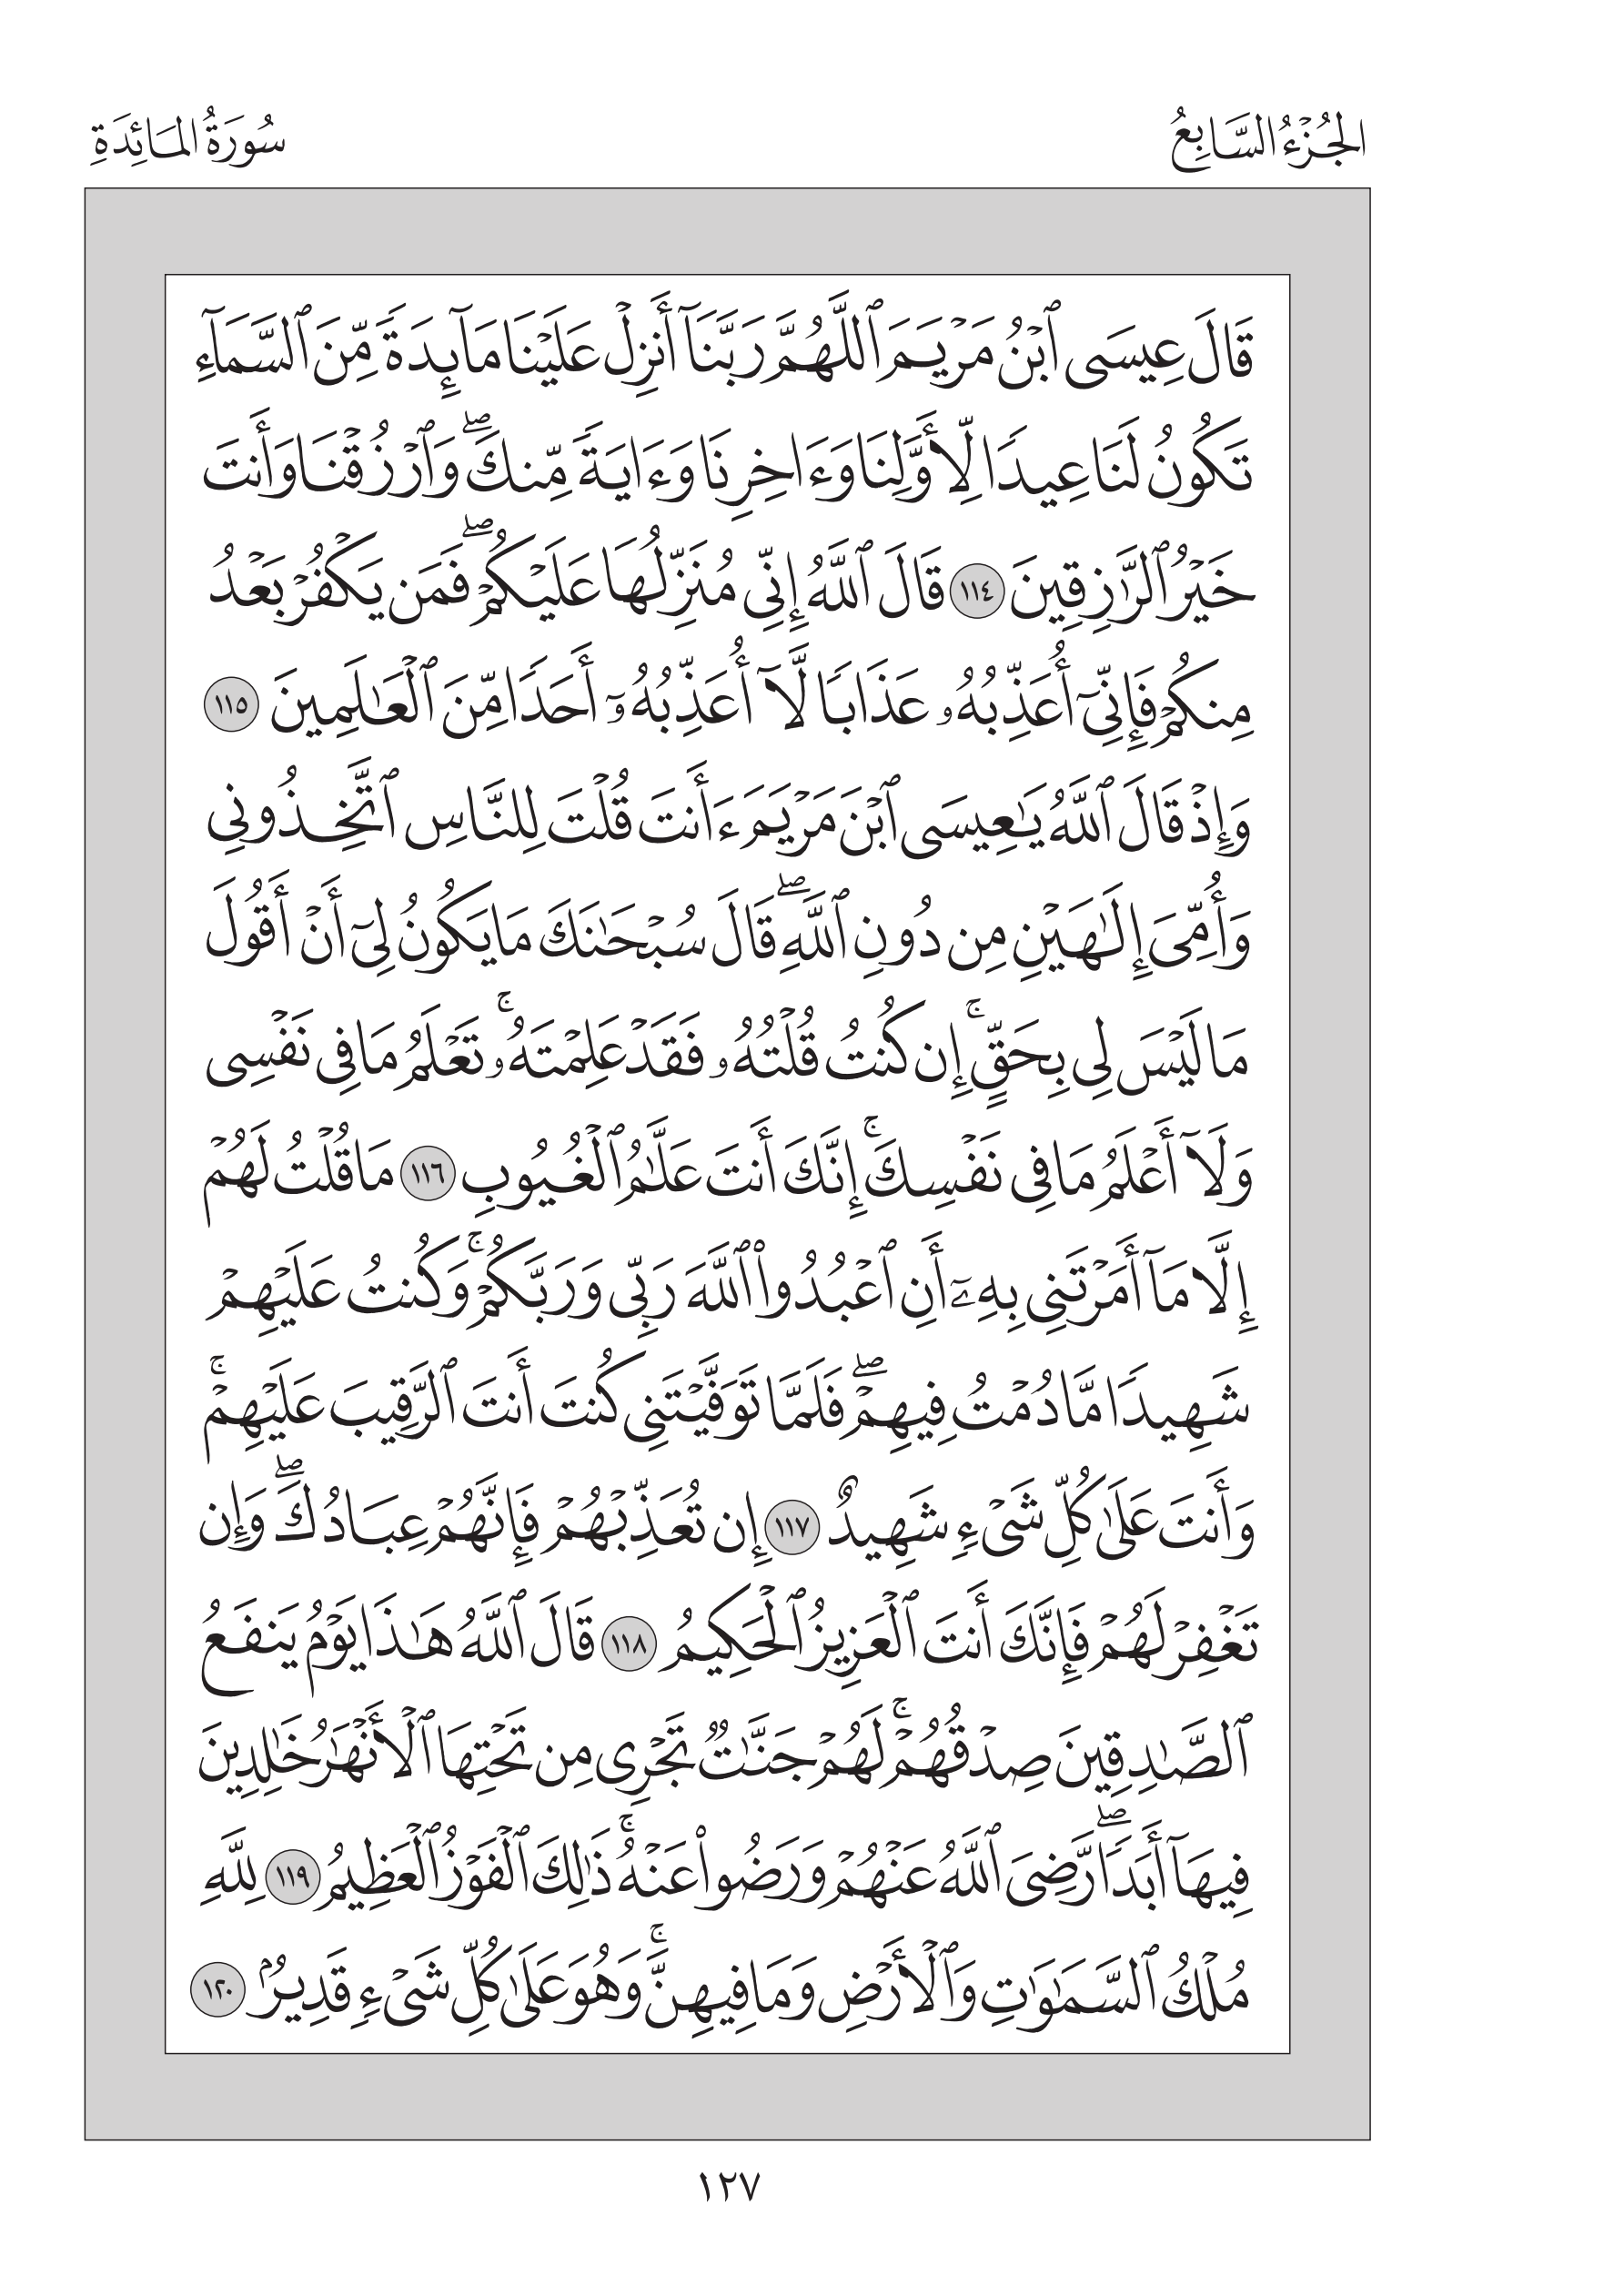 الجُزْءُ السَّابِعُ
سُورَةُ المَائِدَةِ
قَالَ عِيسَى ٱبْنُ مَرْيَمَ ٱللَّهُمَّ رَبَّنَآ أَنزِلْ عَلَيْنَا مَآئِدَةً مِّنَ ٱلسَّمَآءِ
تَكُونُ لَنَا عِيدًا لِّأَوَّلِنَا وَءَاخِرِنَا وَءَايَةً مِّنكَۖ وَٱرْزُقْنَا وَأَنتَ
خَيْرُ ٱلرَّٰزِقِينَ ١١٤ قَالَ ٱللَّهُ إِنِّي مُنَزِّلُهَا عَلَيْكُمْۖ فَمَن يَكْفُرْ بَعْدُ
مِنكُمْ فَإِنِّيٓ أُعَذِّبُهُۥ عَذَابًا لَّآ أُعَذِّبُهُۥٓ أَحَدًا مِّنَ ٱلْعَٰلَمِينَ ١١٥
وَإِذْ قَالَ ٱللَّهُ يَٰعِيسَى ٱبْنَ مَرْيَمَ ءَأَنتَ قُلْتَ لِلنَّاسِ ٱتَّخِذُونِي
وَأُمِّيَ إِلَٰهَيْنِ مِن دُونِ ٱللَّهِۖ قَالَ سُبْحَٰنَكَ مَا يَكُونُ لِيٓ أَنْ أَقُولَ
مَا لَيْسَ لِي بِحَقٍّۚ إِن كُنتُ قُلْتُهُۥ فَقَدْ عَلِمْتَهُۥۚ تَعْلَمُ مَا فِي نَفْسِي
وَلَآ أَعْلَمُ مَا فِي نَفْسِكَۚ إِنَّكَ أَنتَ عَلَّٰمُ ٱلْغُيُوبِ ١١٦ مَا قُلْتُ لَهُمْ
إِلَّا مَآ أَمَرْتَنِي بِهِۦٓ أَنِ ٱعْبُدُوا۟ ٱللَّهَ رَبِّي وَرَبَّكُمْۚ وَكُنتُ عَلَيْهِمْ
شَهِيدًا مَّا دُمْتُ فِيهِمْۖ فَلَمَّا تَوَفَّيْتَنِي كُنتَ أَنتَ ٱلرَّقِيبَ عَلَيْهِمْۚ
وَأَنتَ عَلَىٰ كُلِّ شَيْءٍ شَهِيدٌ ١١٧ إِن تُعَذِّبْهُمْ فَإِنَّهُمْ عِبَادُكَۖ وَإِن
تَغْفِرْ لَهُمْ فَإِنَّكَ أَنتَ ٱلْعَزِيزُ ٱلْحَكِيمُ ١١٨ قَالَ ٱللَّهُ هَٰذَا يَوْمُ يَنفَعُ
ٱلصَّٰدِقِينَ صِدْقُهُمْۚ لَهُمْ جَنَّٰتٌ تَجْرِي مِن تَحْتِهَا ٱلْأَنْهَٰرُ خَٰلِدِينَ
فِيهَآ أَبَدًاۖ رَّضِيَ ٱللَّهُ عَنْهُمْ وَرَضُوا۟ عَنْهُۚ ذَٰلِكَ ٱلْفَوْزُ ٱلْعَظِيمُ ١١٩ لِلَّهِ
مُلْكُ ٱلسَّمَٰوَٰتِ وَٱلْأَرْضِ وَمَا فِيهِنَّۚ وَهُوَ عَلَىٰ كُلِّ شَيْءٍ قَدِيرٌۢ ١٢٠
١٢٧